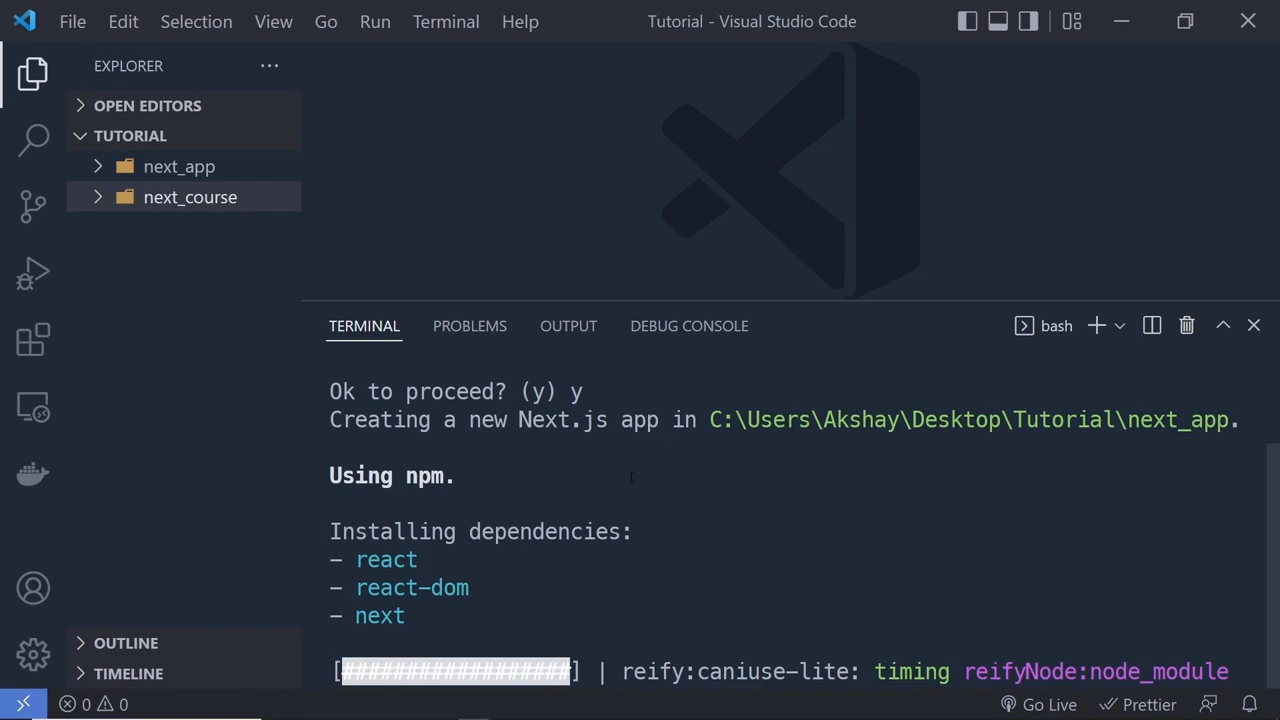 File Edit Selection View Go Run Terminal Help Tutorial - Visual Studio Code
EXPLORER ···
OPEN EDITORS
TUTORIAL
next_app
next_course
TERMINAL PROBLEMS OUTPUT DEBUG CONSOLE bash
Ok to proceed? (y) y
Creating a new Next.js app in C:\Users\Akshay\Desktop\Tutorial\next_app.
Using npm.
Installing dependencies:
- react
- react-dom
- next
[##################] | reify:caniuse-lite: timing reifyNode:node_module
OUTLINE
TIMELINE
0 0 Go Live Prettier